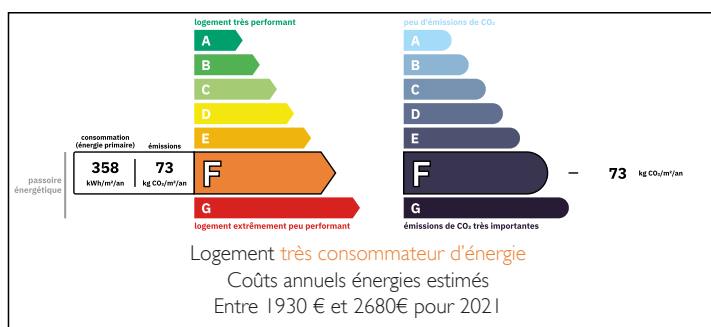 logement très performant
A
B
C
D
E
consommation
(énergie primaire)
émissions
358
kWh/m²/an
73
kg CO₂/m²/an
F
passoire
énergétique
G
logement extrêmement peu performant
peu d'émissions de CO₂
A
B
C
D
E
F
73 kg CO₂/m²/an
G
émissions de CO₂ très importantes
Logement très consommateur d'énergie
Coûts annuels énergies estimés
Entre 1930 € et 2680€ pour 2021